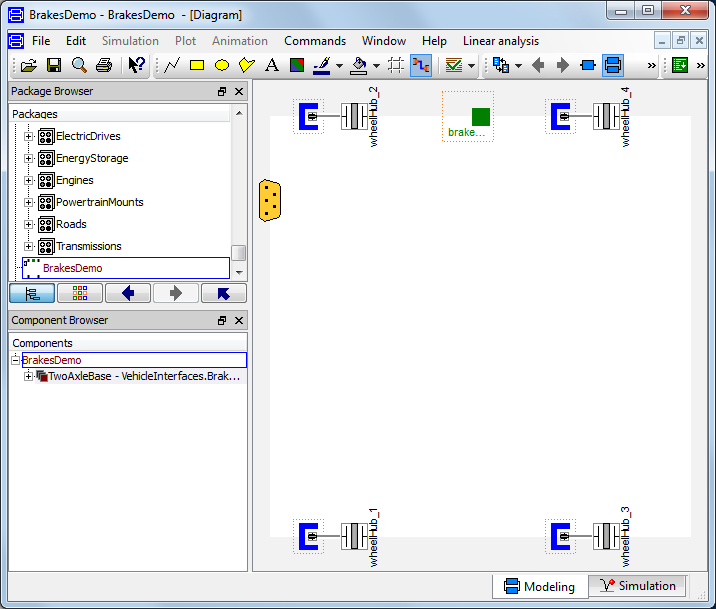 BrakesDemo - BrakesDemo - [Diagram]
File Edit Simulation Plot Animation Commands Window Help Linear analysis
A
Package Browser
Packages
ElectricDrives
EnergyStorage
Engines
PowertrainMounts
Roads
Transmissions
BrakesDemo
Component Browser
Components
BrakesDemo
TwoAxleBase - VehicleInterfaces.Brak...
wheelHub_2
brake...
wheelHub_4
wheelHub_1
wheelHub_3
Modeling Simulation